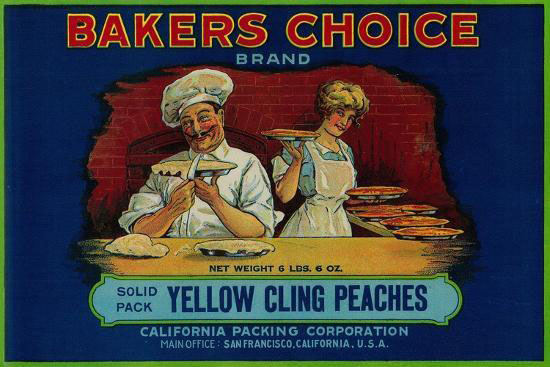 BAKERS CHOICE
BRAND
NET WEIGHT 6 LBS. 6 OZ.
SOLID PACK YELLOW CLING PEACHES
CALIFORNIA PACKING CORPORATION
MAIN OFFICE: SAN FRANCISCO, CALIFORNIA, U.S.A.